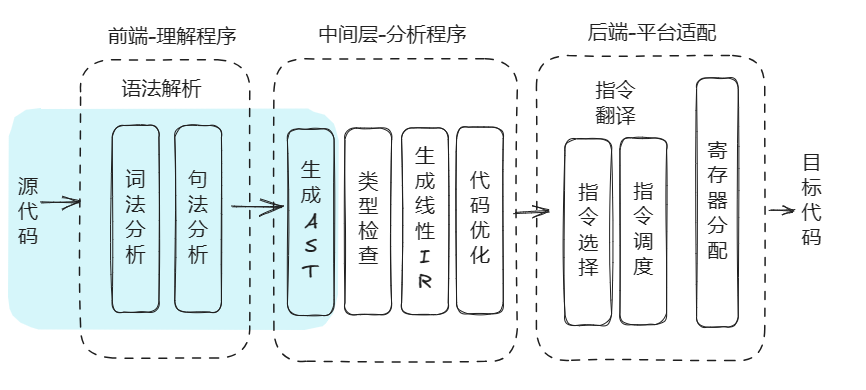 前端-理解程序
中间层-分析程序
后端-平台适配
语法解析
指令
翻译
源代码
词法分析
句法分析
生成AST
类型检查
生成线性IR
代码优化
指令选择
指令调度
寄存器分配
目标代码